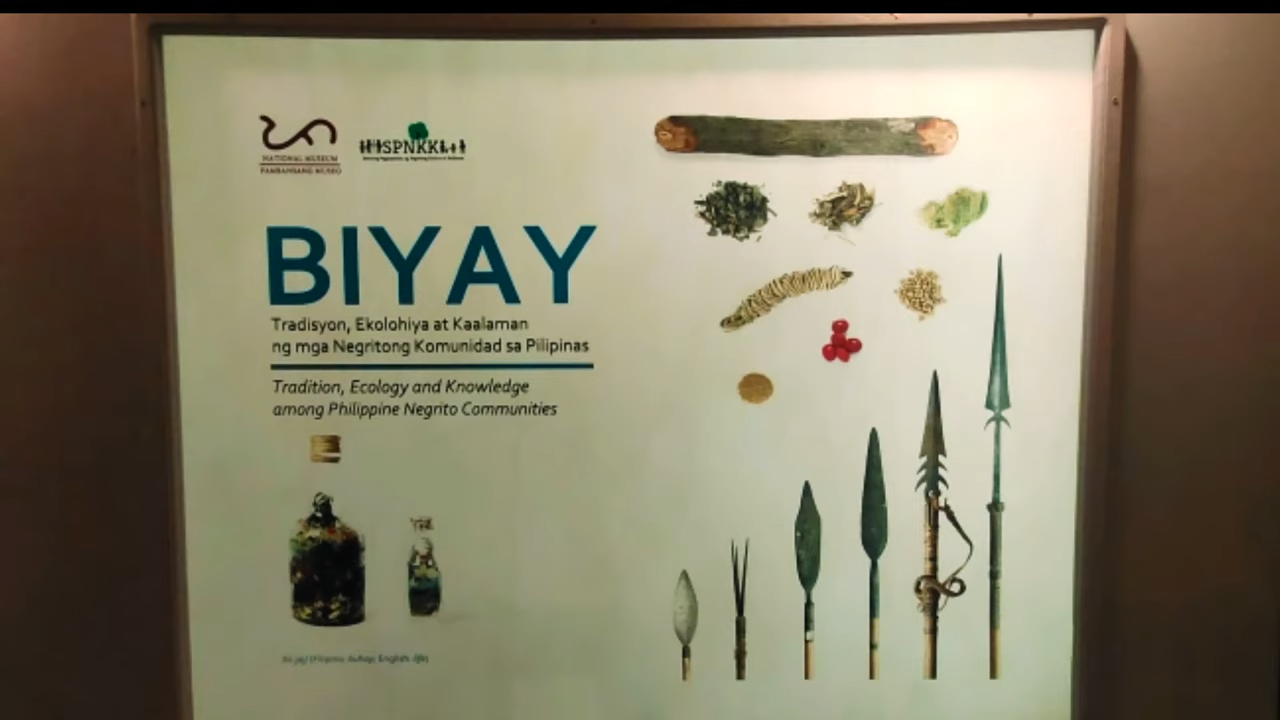 NATIONAL MUSEUM
PAMBANSANG MUSEO
BIYAY
Tradisyon, Ekolohiya at Kaalaman
ng mga Negritong Komunidad sa Pilipinas
Tradition, Ecology and Knowledge
among Philippine Negrito Communities